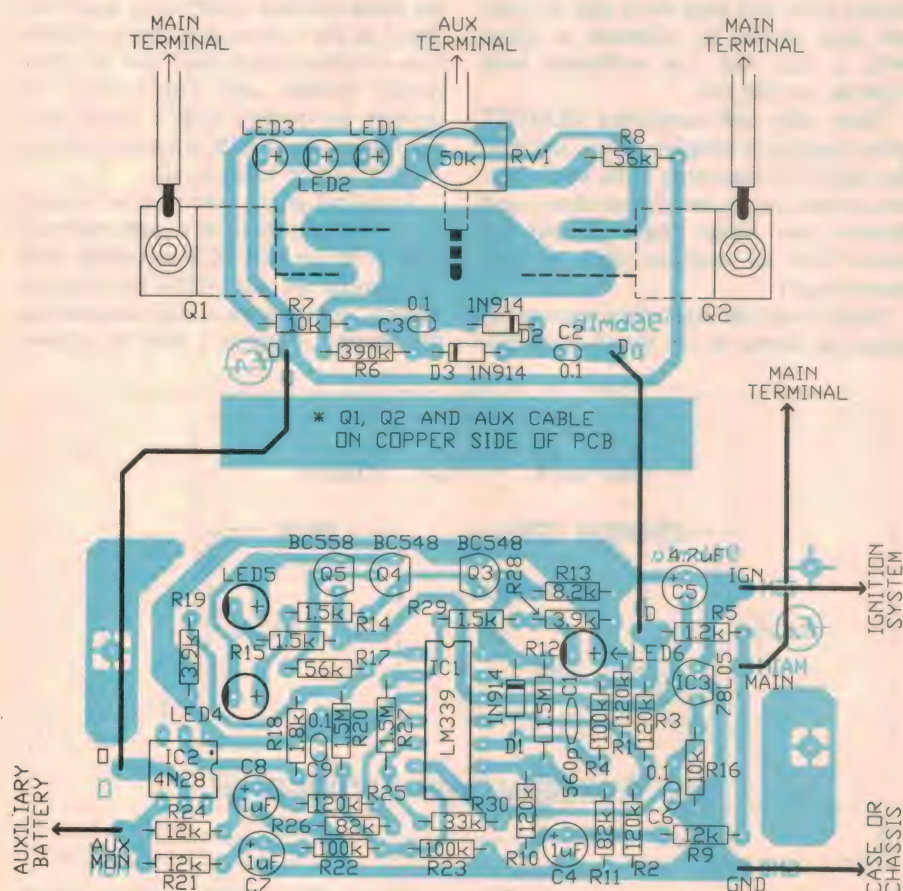 MAIN
TERMINAL
AUX
TERMINAL
MAIN
TERMINAL
LED3
LED1
LED2
50k
RV1
R8
56k
Q1
Q2
R7
10k
C3
0.1
1N914
D2
96bmib
D
390k
R6
D3
1N914
C2
0.1
D
* Q1, Q2 AND AUX CABLE
ON COPPER SIDE OF PCB
MAIN
TERMINAL
BC558
BC548
BC548
Q5
Q4
Q3
LED5
R19
3.9k
1.5k
R14
R15
1.5k
56k
R17
R29
1.5k
R28
R13
8.2k
3.9k
4.7uF
C5
IGN
IGNITION
SYSTEM
D
R5
1.2k
R12
LED6
IC3
78L05
MAIN
LED4
IC1
LM339
1N914
D1
1.5M
C1
560p
100k
R4
120k
R1
120k
R3
R18
1.8k
0.1
C9
1.5M
R20
1.5M
R27
IC2
4N28
C8
1uF
R25
120k
R26
82k
R30
33k
120k
R10
0.1
C6
10k
R16
AUXILIARY
BATTERY
AUX
MON
R24
12k
12k
R21
1uF
C7
100k
R22
100k
R23
1uF
C4
82k
R11
120k
R2
12k
R9
GND
CASE OR
CHASSIS